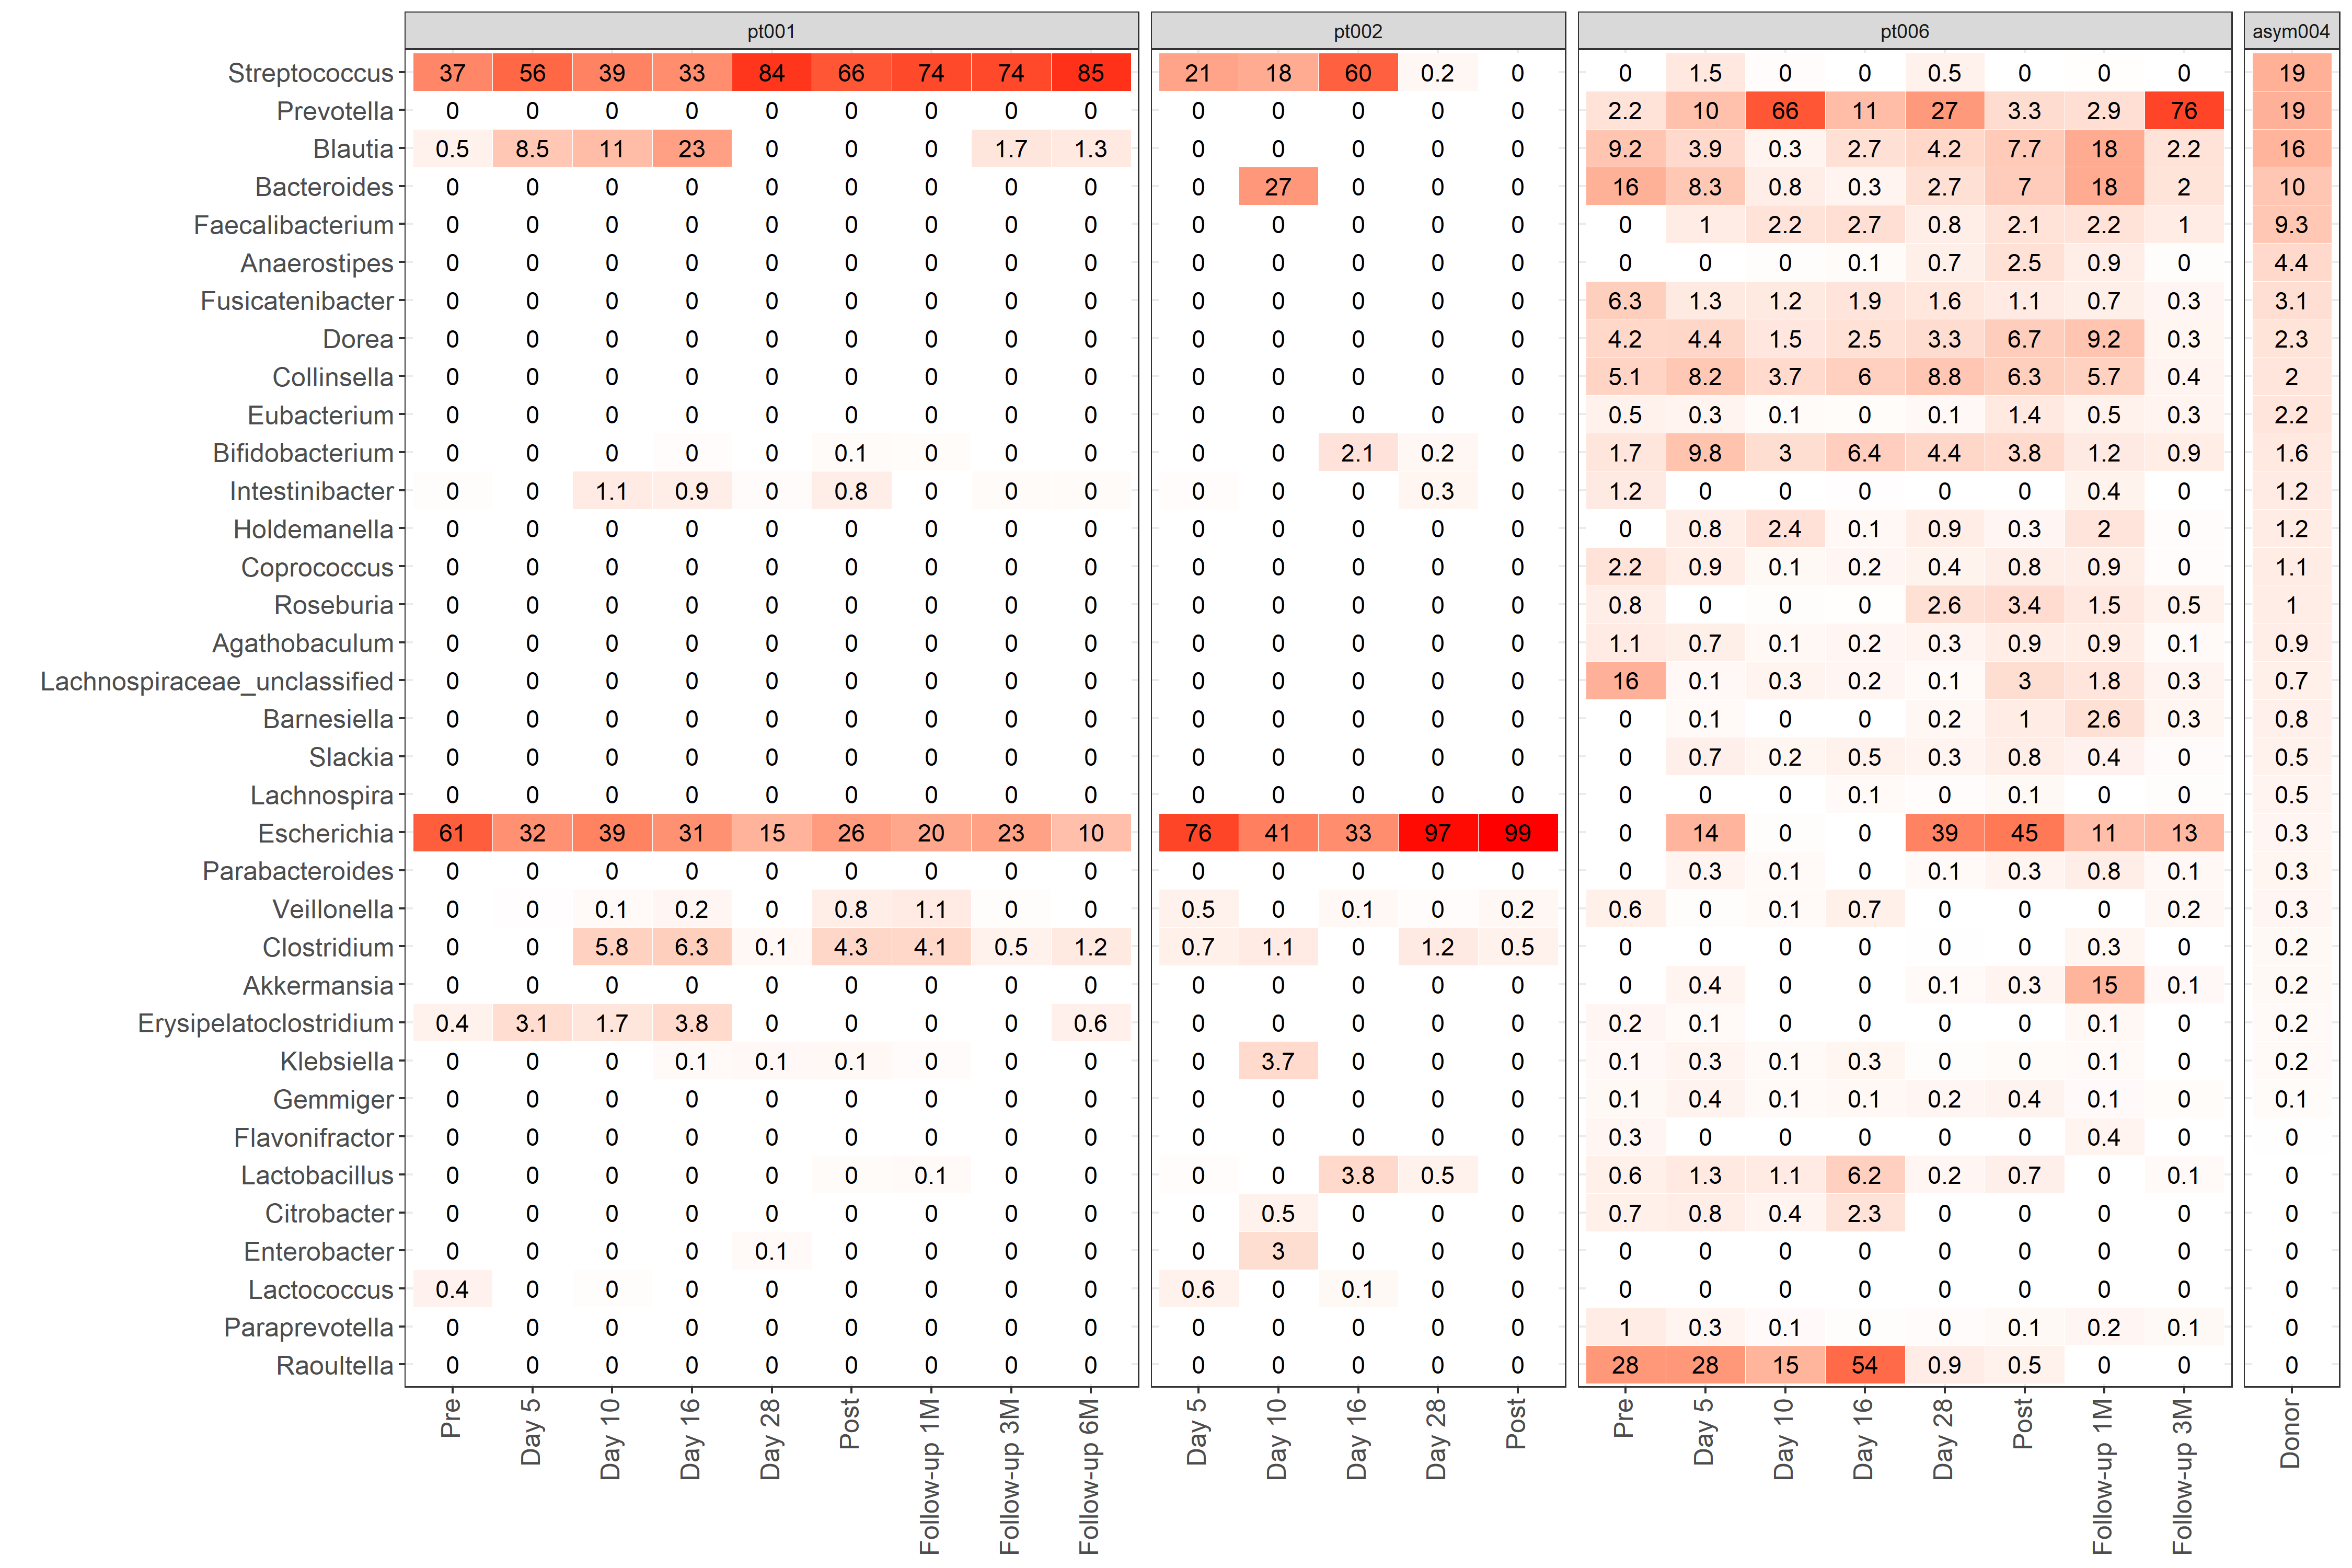 pt001 pt002 pt006 asym004
Streptococcus 37 56 39 33 84 66 74 74 85 21 18 60 0.2 0 0 1.5 0 0 0.5 0 0 0 19
Prevotella 0 0 0 0 0 0 0 0 0 0 0 0 0 0 2.2 10 66 11 27 3.3 2.9 76 19
Blautia 0.5 8.5 11 23 0 0 0 1.7 1.3 0 0 0 0 0 9.2 3.9 0.3 2.7 4.2 7.7 18 2.2 16
Bacteroides 0 0 0 0 0 0 0 0 0 0 27 0 0 0 16 8.3 0.8 0.3 2.7 7 18 2 10
Faecalibacterium 0 0 0 0 0 0 0 0 0 0 0 0 0 0 0 1 2.2 2.7 0.8 2.1 2.2 1 9.3
Anaerostipes 0 0 0 0 0 0 0 0 0 0 0 0 0 0 0 0 0 0.1 0.7 2.5 0.9 0 4.4
Fusicatenibacter 0 0 0 0 0 0 0 0 0 0 0 0 0 0 6.3 1.3 1.2 1.9 1.6 1.1 0.7 0.3 3.1
Dorea 0 0 0 0 0 0 0 0 0 0 0 0 0 0 4.2 4.4 1.5 2.5 3.3 6.7 9.2 0.3 2.3
Collinsella 0 0 0 0 0 0 0 0 0 0 0 0 0 0 5.1 8.2 3.7 6 8.8 6.3 5.7 0.4 2
Eubacterium 0 0 0 0 0 0 0 0 0 0 0 0 0 0 0.5 0.3 0.1 0 0.1 1.4 0.5 0.3 2.2
Bifidobacterium 0 0 0 0 0 0.1 0 0 0 0 0 2.1 0.2 0 1.7 9.8 3 6.4 4.4 3.8 1.2 0.9 1.6
Intestinibacter 0 0 1.1 0.9 0 0.8 0 0 0 0 0 0 0.3 0 1.2 0 0 0 0 0 0.4 0 1.2
Holdemanella 0 0 0 0 0 0 0 0 0 0 0 0 0 0 0 0.8 2.4 0.1 0.9 0.3 2 0 1.2
Coprococcus 0 0 0 0 0 0 0 0 0 0 0 0 0 0 2.2 0.9 0.1 0.2 0.4 0.8 0.9 0 1.1
Roseburia 0 0 0 0 0 0 0 0 0 0 0 0 0 0 0.8 0 0 0 2.6 3.4 1.5 0.5 1
Agathobaculum 0 0 0 0 0 0 0 0 0 0 0 0 0 0 1.1 0.7 0.1 0.2 0.3 0.9 0.9 0.1 0.9
Lachnospiraceae_unclassified 0 0 0 0 0 0 0 0 0 0 0 0 0 0 16 0.1 0.3 0.2 0.1 3 1.8 0.3 0.7
Barnesiella 0 0 0 0 0 0 0 0 0 0 0 0 0 0 0 0.1 0 0 0.2 1 2.6 0.3 0.8
Slackia 0 0 0 0 0 0 0 0 0 0 0 0 0 0 0 0.7 0.2 0.5 0.3 0.8 0.4 0 0.5
Lachnospira 0 0 0 0 0 0 0 0 0 0 0 0 0 0 0 0 0 0.1 0 0.1 0 0 0.5
Escherichia 61 32 39 31 15 26 20 23 10 76 41 33 97 99 0 14 0 0 39 45 11 13 0.3
Parabacteroides 0 0 0 0 0 0 0 0 0 0 0 0 0 0 0 0.3 0.1 0 0.1 0.3 0.8 0.1 0.3
Veillonella 0 0 0.1 0.2 0 0.8 1.1 0 0 0.5 0 0.1 0 0.2 0.6 0 0.1 0.7 0 0 0 0.2 0.3
Clostridium 0 0 5.8 6.3 0.1 4.3 4.1 0.5 1.2 0.7 1.1 0 1.2 0.5 0 0 0 0 0 0 0.3 0 0.2
Akkermansia 0 0 0 0 0 0 0 0 0 0 0 0 0 0 0 0.4 0 0 0.1 0.3 15 0.1 0.2
Erysipelatoclostridium 0.4 3.1 1.7 3.8 0 0 0 0 0.6 0 0 0 0 0 0.2 0.1 0 0 0 0 0.1 0 0.2
Klebsiella 0 0 0 0.1 0.1 0.1 0 0 0 0 3.7 0 0 0 0.1 0.3 0.1 0.3 0 0 0.1 0 0.2
Gemmiger 0 0 0 0 0 0 0 0 0 0 0 0 0 0 0.1 0.4 0.1 0.1 0.2 0.4 0.1 0 0.1
Flavonifractor 0 0 0 0 0 0 0 0 0 0 0 0 0 0 0.3 0 0 0 0 0 0.4 0 0
Lactobacillus 0 0 0 0 0 0 0.1 0 0 0 0 3.8 0.5 0 0.6 1.3 1.1 6.2 0.2 0.7 0 0.1 0
Citrobacter 0 0 0 0 0 0 0 0 0 0 0.5 0 0 0 0.7 0.8 0.4 2.3 0 0 0 0 0
Enterobacter 0 0 0 0 0.1 0 0 0 0 0 3 0 0 0 0 0 0 0 0 0 0 0 0
Lactococcus 0.4 0 0 0 0 0 0 0 0 0.6 0 0.1 0 0 0 0 0 0 0 0 0 0 0
Paraprevotella 0 0 0 0 0 0 0 0 0 0 0 0 0 0 1 0.3 0.1 0 0 0.1 0.2 0.1 0
Raoultella 0 0 0 0 0 0 0 0 0 0 0 0 0 0 28 28 15 54 0.9 0.5 0 0 0
Pre Day 5 Day 10 Day 16 Day 28 Post Follow-up 1M Follow-up 3M Follow-up 6M Day 5 Day 10 Day 16 Day 28 Post Pre Day 5 Day 10 Day 16 Day 28 Post Follow-up 1M Follow-up 3M Donor